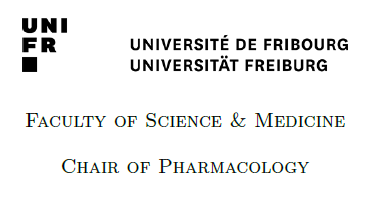 UNI
FR
UNIVERSITÉ DE FRIBOURG
UNIVERSITÄT FREIBURG
FACULTY OF SCIENCE & MEDICINE
CHAIR OF PHARMACOLOGY